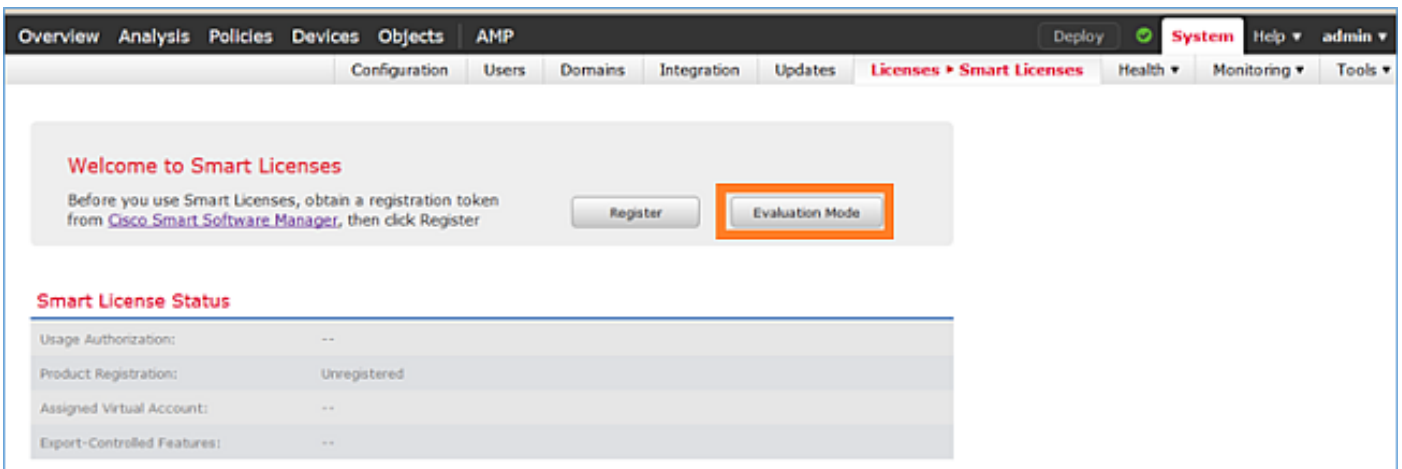 Overview Analysis Policies Devices Objects AMP Deploy System Help ▾ admin ▾
Configuration Users Domains Integration Updates Licenses ▸ Smart Licenses Health ▾ Monitoring ▾ Tools ▾
Welcome to Smart Licenses
Before you use Smart Licenses, obtain a registration token
from Cisco Smart Software Manager, then click Register
Register Evaluation Mode
Smart License Status
Usage Authorization: --
Product Registration: Unregistered
Assigned Virtual Account: --
Export-Controlled Features: --